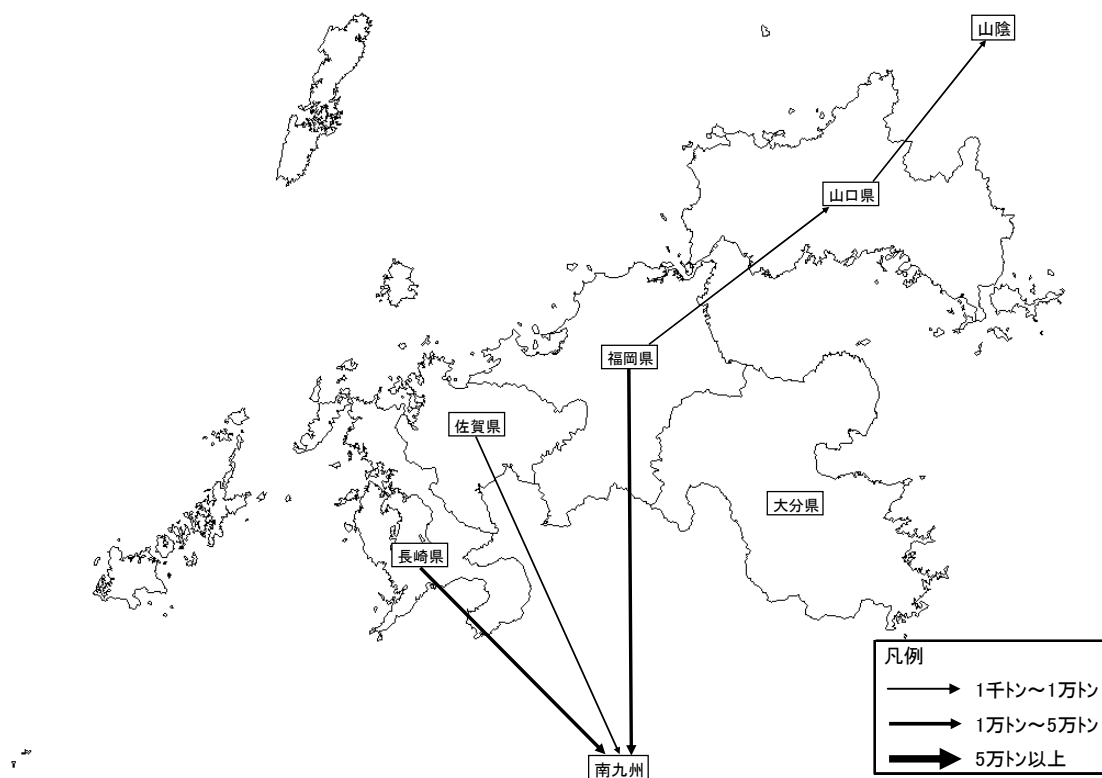 山陰
山口県
福岡県
佐賀県
大分県
長崎県
凡例
1千トン～1万トン
1万トン～5万トン
5万トン以上
南九州